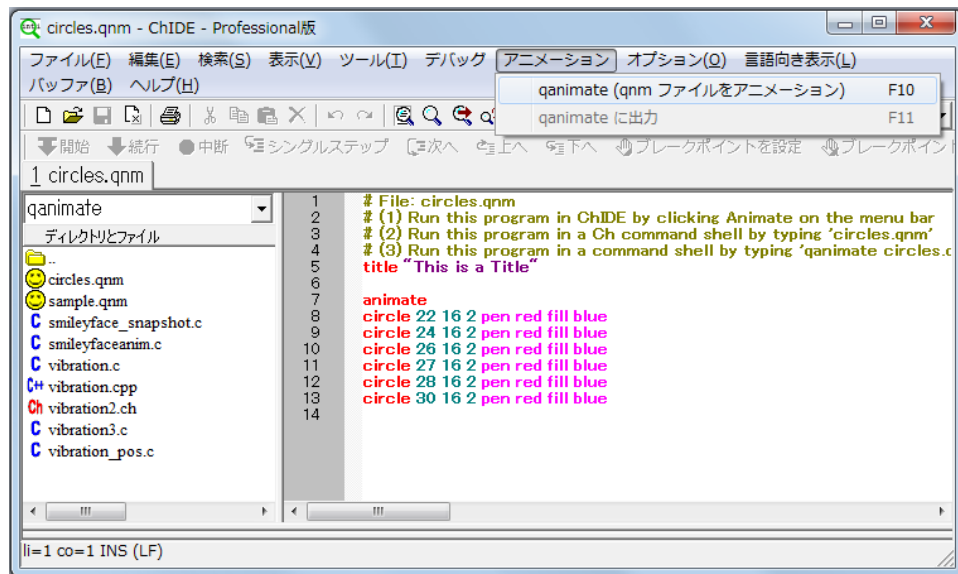 circles.qnm - ChIDE - Professional版
ファイル(F) 編集(E) 検索(S) 表示(V) ツール(T) デバッグ アニメーション オプション(O) 言語向き表示(L)
バッファ(B) ヘルプ(H)
qanimate (qnm ファイルをアニメーション) F10
qanimate に出力 F11
開始 続行 中断 シングルステップ 次へ 上へ 下へ ブレークポイントを設定 ブレークポイント
1 circles.qnm
qanimate
ディレクトリとファイル
..
circles.qnm
sample.qnm
C smileyface_snapshot.c
C smileyfaceanim.c
C vibration.c
C++ vibration.cpp
Ch vibration2.ch
C vibration3.c
C vibration_pos.c
1 # File: circles.qnm
2 # (1) Run this program in ChIDE by clicking Animate on the menu bar
3 # (2) Run this program in a Ch command shell by typing 'circles.qnm'
4 # (3) Run this program in a command shell by typing 'qanimate circles.q
5 title "This is a Title"
6
7 animate
8 circle 22 16 2 pen red fill blue
9 circle 24 16 2 pen red fill blue
10 circle 26 16 2 pen red fill blue
11 circle 27 16 2 pen red fill blue
12 circle 28 16 2 pen red fill blue
13 circle 30 16 2 pen red fill blue
14
li=1 co=1 INS (LF)